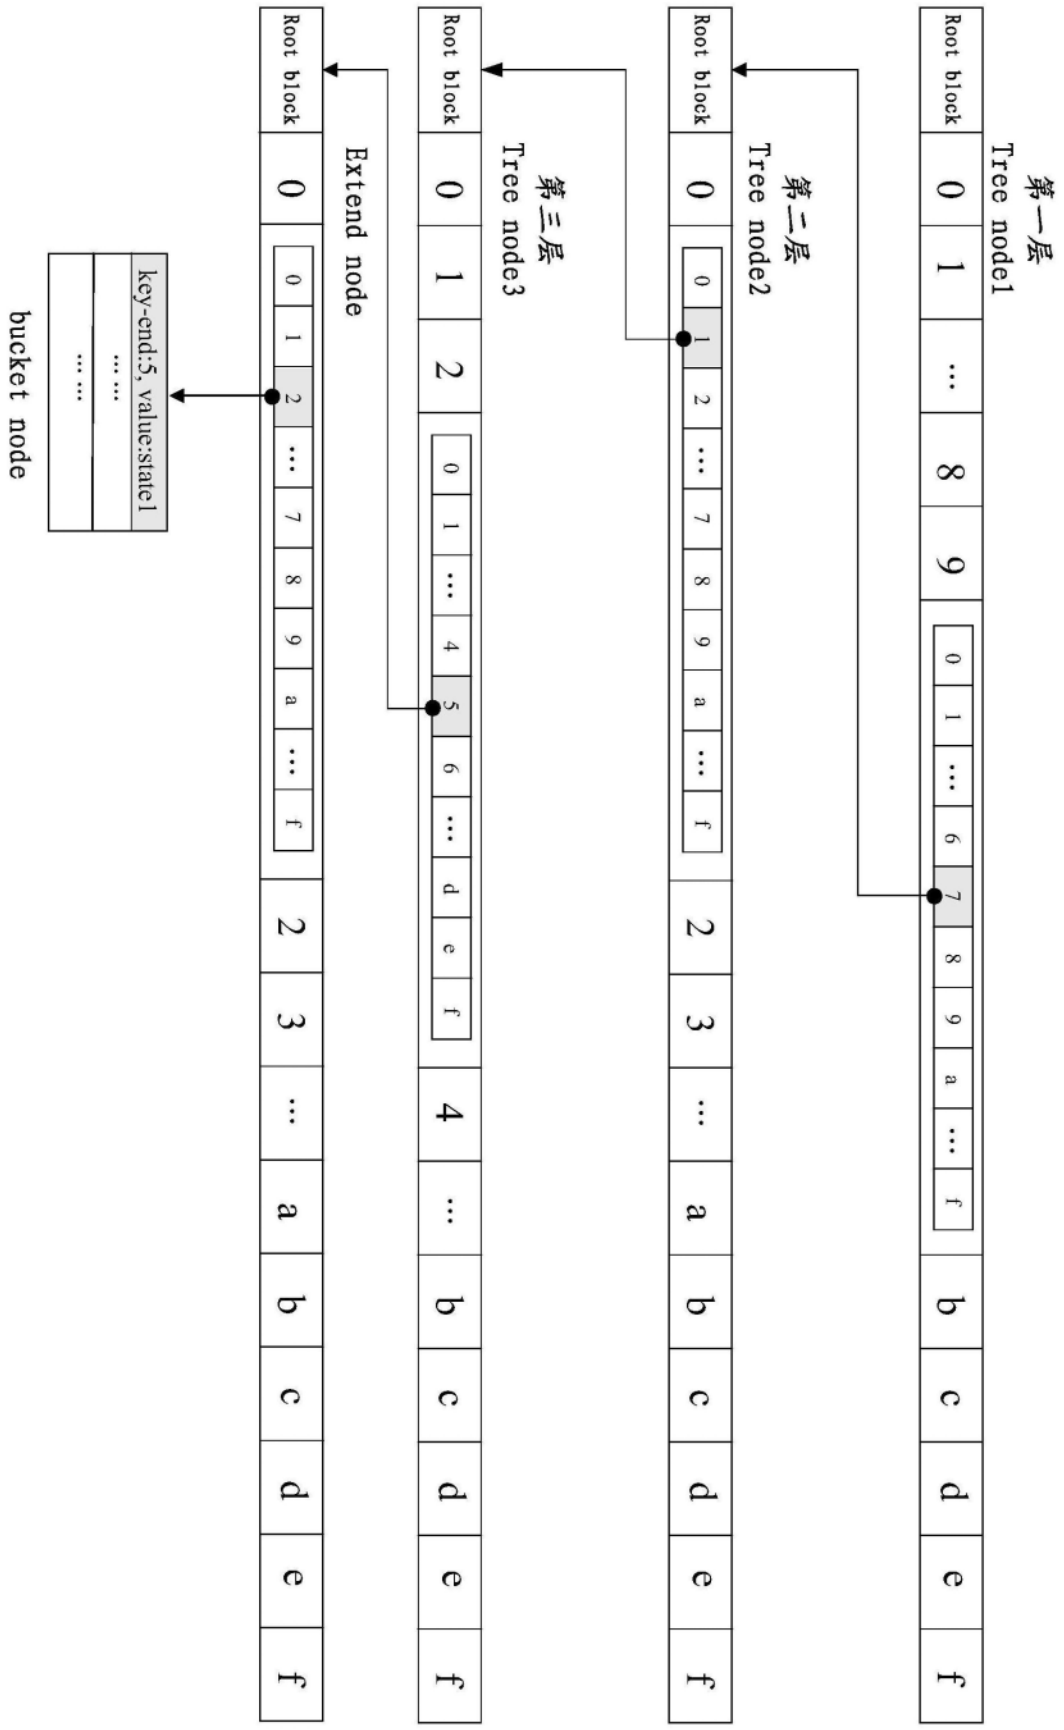 第一层
Tree node1
Root block 0 1 ... 8 9 0 1 ... 6 7 8 9 a ... f b c d e f
第二层
Tree node2
Root block 0 0 1 2 ... 7 8 9 a ... f 2 3 ... a b c d e f
第三层
Tree node3
Root block 0 1 2 0 1 ... 4 5 6 ... d e f 4 ... b c d e f
Extend node
Root block 0 0 1 2 ... 7 8 9 a ... f 2 3 ... a b c d e f
key-end:5, value:state1
... ...
... ...
bucket node